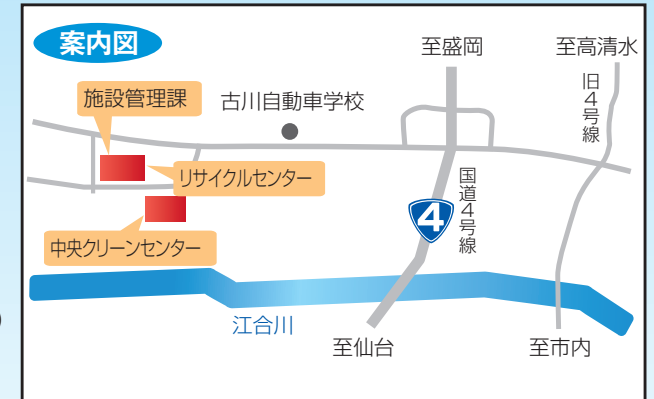 案内図
至盛岡
至高清水
施設管理課
古川自動車学校
旧4号線
リサイクルセンター
国道4号線
4
中央クリーンセンター
江合川
至仙台
至市内